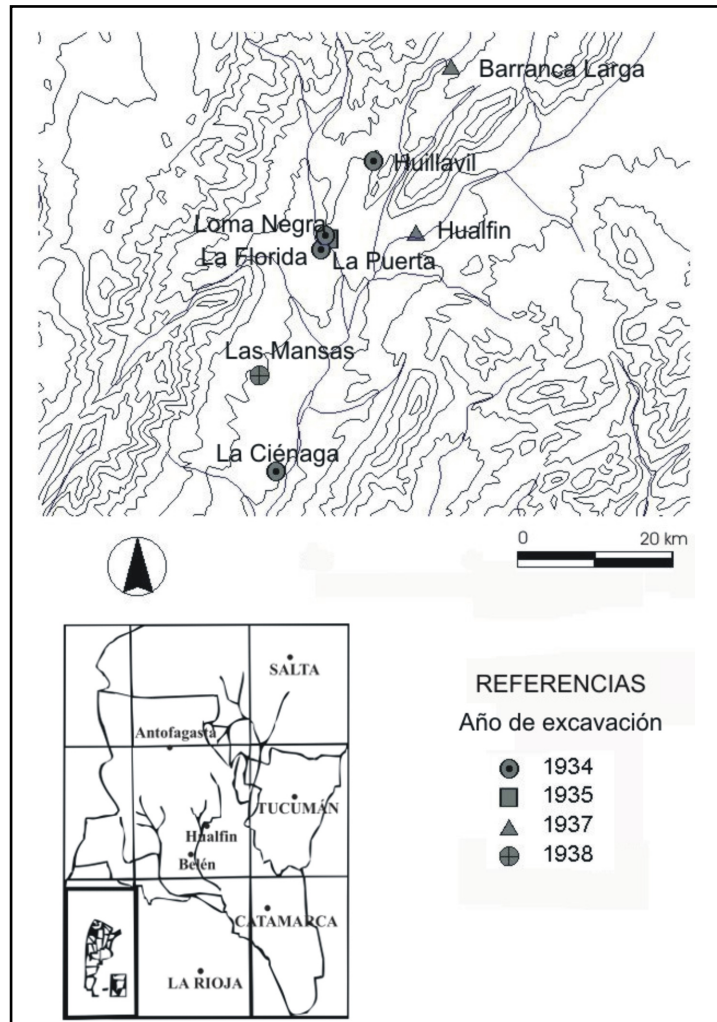 Barranca Larga
Huillavil
Loma Negra
Hualfin
La Florida
La Puerta
Las Mansas
La Ciénaga
0 20 km
SALTA
Antofagasta
TUCUMÁN
Hualfin
Belén
CATAMARCA
LA RIOJA
REFERENCIAS
Año de excavación
1934
1935
1937
1938